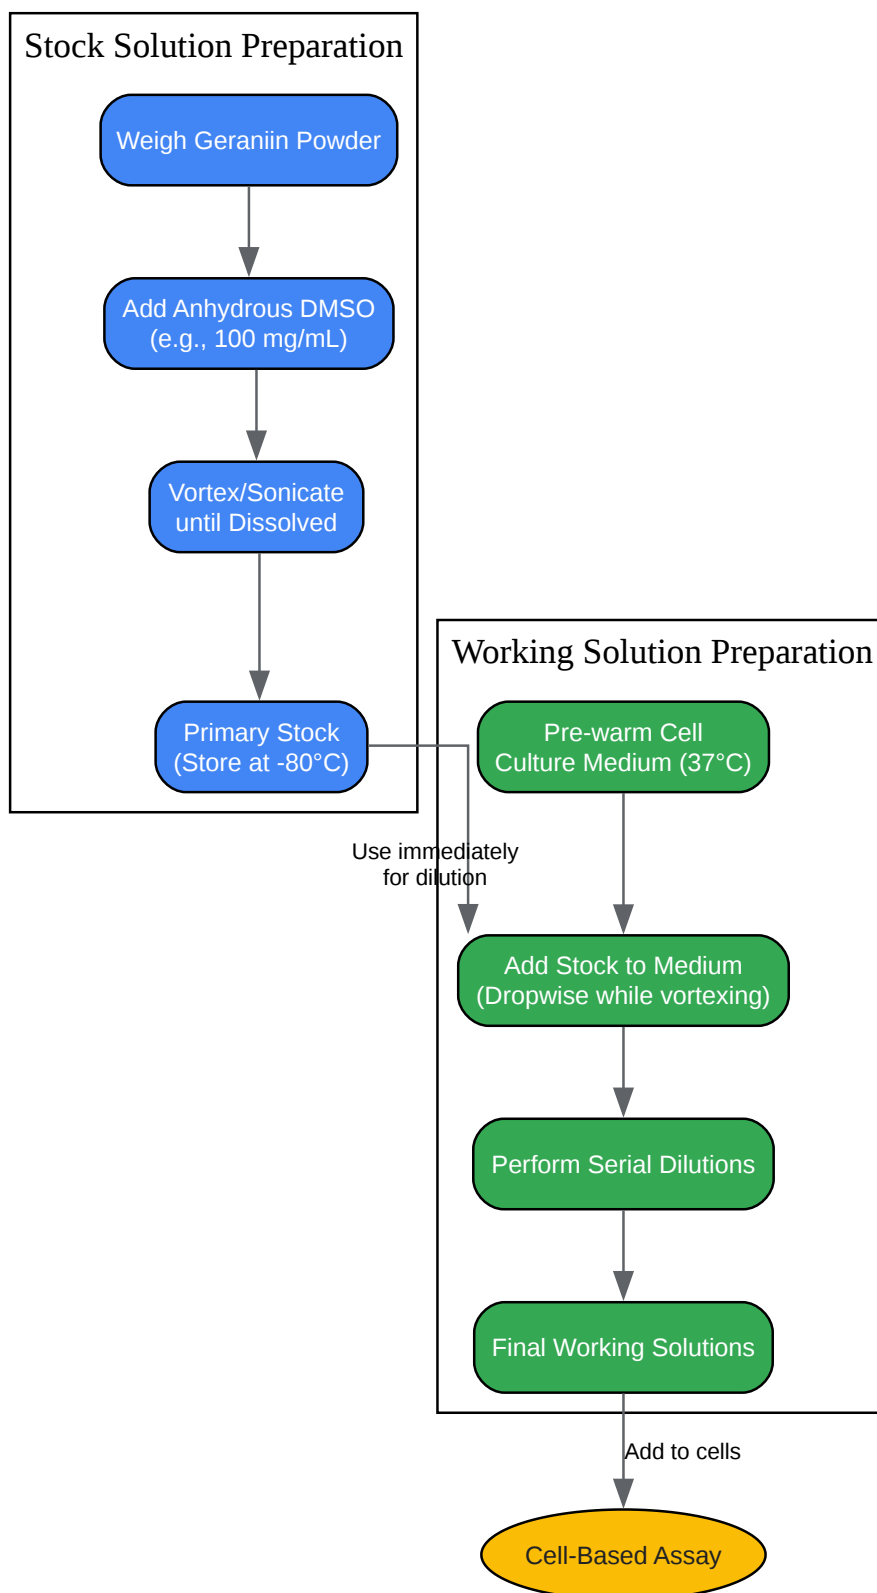 Stock Solution Preparation
Weigh Geraniin Powder
Add Anhydrous DMSO
(e.g., 100 mg/mL)
Vortex/Sonicate
until Dissolved
Primary Stock
(Store at -80°C)
Use immediately
for dilution
Working Solution Preparation
Pre-warm Cell
Culture Medium (37°C)
Add Stock to Medium
(Dropwise while vortexing)
Perform Serial Dilutions
Final Working Solutions
Add to cells
Cell-Based Assay